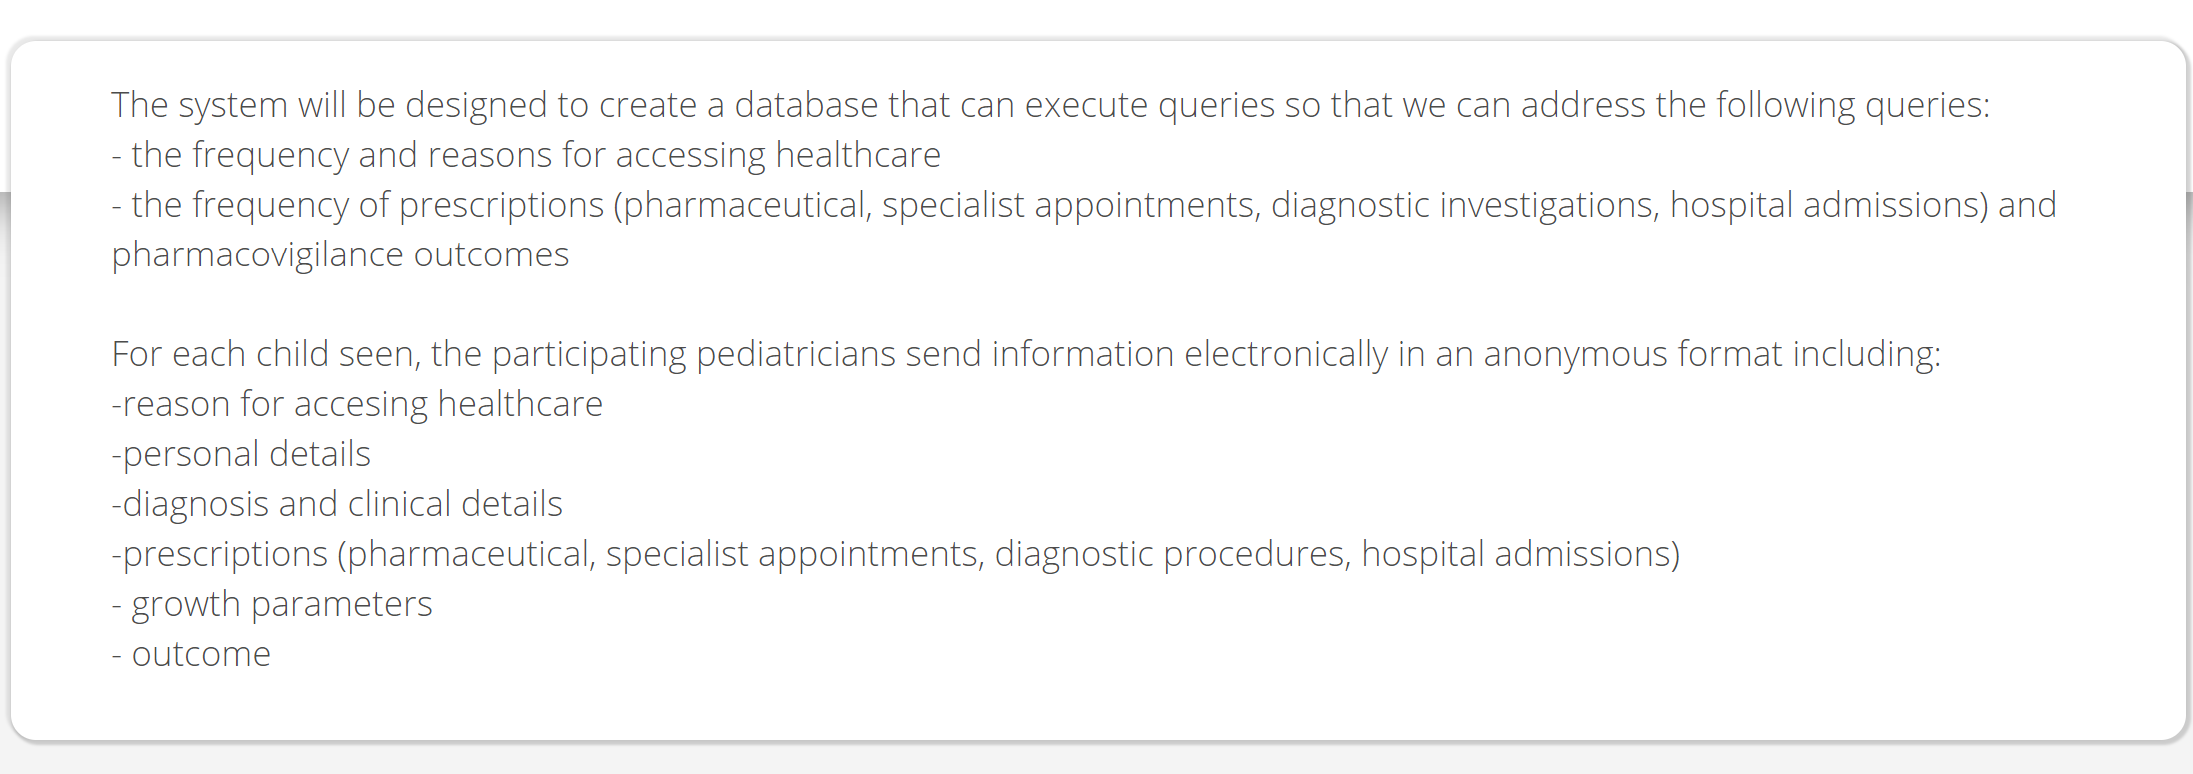 The system will be designed to create a database that can execute queries so that we can address the following queries:
- the frequency and reasons for accessing healthcare
- the frequency of prescriptions (pharmaceutical, specialist appointments, diagnostic investigations, hospital admissions) and
pharmacovigilance outcomes
For each child seen, the participating pediatricians send information electronically in an anonymous format including:
-reason for accesing healthcare
-personal details
-diagnosis and clinical details
-prescriptions (pharmaceutical, specialist appointments, diagnostic procedures, hospital admissions)
- growth parameters
- outcome